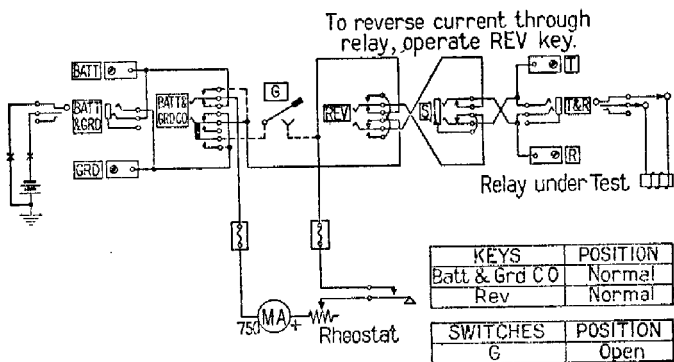 To reverse current through
relay, operate REV key.
BATT
BATT
& GRD
GRD
BATT&
GRD CO
G
REV
S
T
T&R
R
Relay under Test
750
MA
+
Rheostat
KEYS POSITION
Batt & Grd C O Normal
Rev Normal
SWITCHES POSITION
G Open